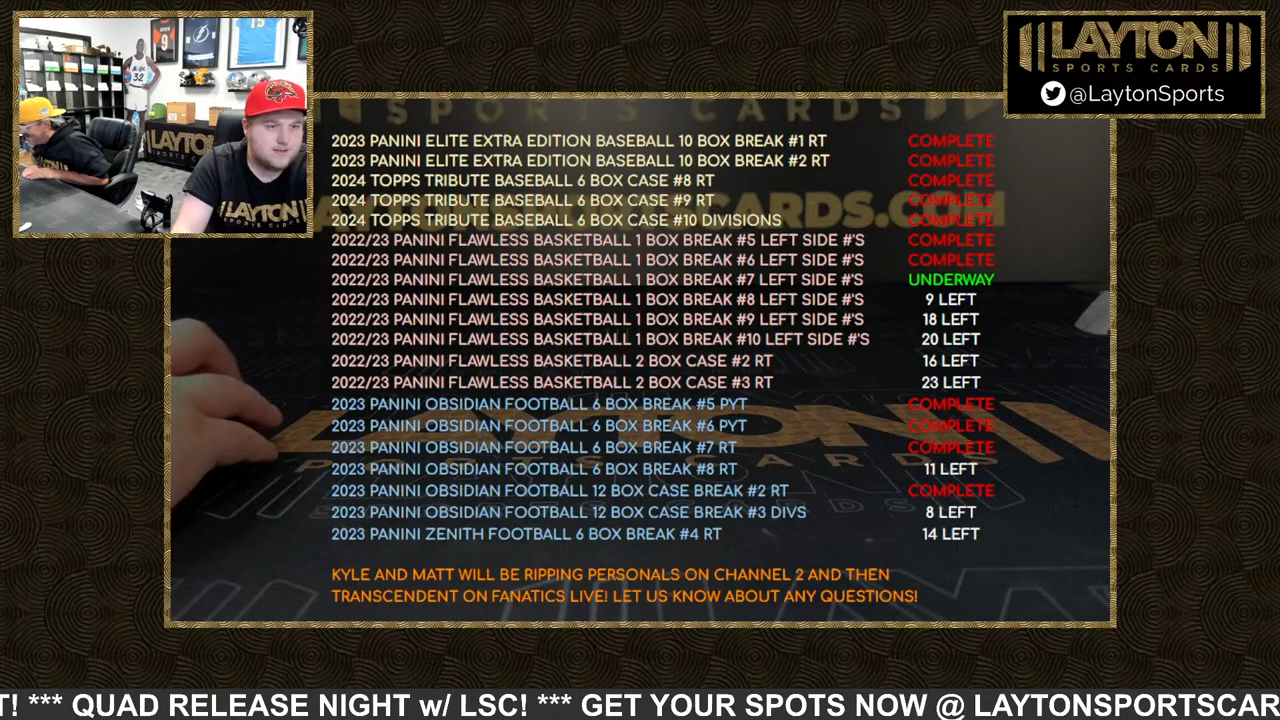 LAYTON
SPORTS CARDS
@LaytonSports
SPORTS CARDS
2023 PANINI ELITE EXTRA EDITION BASEBALL 10 BOX BREAK #1 RT COMPLETE
2023 PANINI ELITE EXTRA EDITION BASEBALL 10 BOX BREAK #2 RT COMPLETE
2024 TOPPS TRIBUTE BASEBALL 6 BOX CASE #8 RT COMPLETE
2024 TOPPS TRIBUTE BASEBALL 6 BOX CASE #9 RT COMPLETE
2024 TOPPS TRIBUTE BASEBALL 6 BOX CASE #10 DIVISIONS COMPLETE
2022/23 PANINI FLAWLESS BASKETBALL 1 BOX BREAK #5 LEFT SIDE #'S COMPLETE
2022/23 PANINI FLAWLESS BASKETBALL 1 BOX BREAK #6 LEFT SIDE #'S COMPLETE
2022/23 PANINI FLAWLESS BASKETBALL 1 BOX BREAK #7 LEFT SIDE #'S UNDERWAY
2022/23 PANINI FLAWLESS BASKETBALL 1 BOX BREAK #8 LEFT SIDE #'S 9 LEFT
2022/23 PANINI FLAWLESS BASKETBALL 1 BOX BREAK #9 LEFT SIDE #'S 18 LEFT
2022/23 PANINI FLAWLESS BASKETBALL 1 BOX BREAK #10 LEFT SIDE #'S 20 LEFT
2022/23 PANINI FLAWLESS BASKETBALL 2 BOX CASE #2 RT 16 LEFT
2022/23 PANINI FLAWLESS BASKETBALL 2 BOX CASE #3 RT 23 LEFT
2023 PANINI OBSIDIAN FOOTBALL 6 BOX BREAK #5 PYT COMPLETE
2023 PANINI OBSIDIAN FOOTBALL 6 BOX BREAK #6 PYT COMPLETE
2023 PANINI OBSIDIAN FOOTBALL 6 BOX BREAK #7 RT COMPLETE
2023 PANINI OBSIDIAN FOOTBALL 6 BOX BREAK #8 RT 11 LEFT
2023 PANINI OBSIDIAN FOOTBALL 12 BOX CASE BREAK #2 RT COMPLETE
2023 PANINI OBSIDIAN FOOTBALL 12 BOX CASE BREAK #3 DIVS 8 LEFT
2023 PANINI ZENITH FOOTBALL 6 BOX BREAK #4 RT 14 LEFT
KYLE AND MATT WILL BE RIPPING PERSONALS ON CHANNEL 2 AND THEN
TRANSCENDENT ON FANATICS LIVE! LET US KNOW ABOUT ANY QUESTIONS!
T! *** QUAD RELEASE NIGHT w/ LSC! *** GET YOUR SPOTS NOW @ LAYTONSPORTSCAR